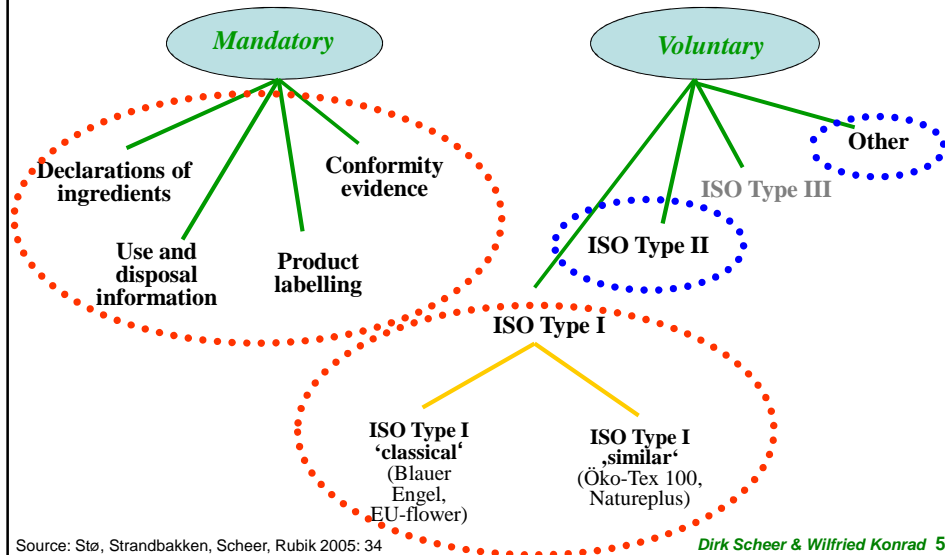 Mandatory
Voluntary
Declarations of
ingredients
Conformity
evidence
Use and
disposal
information
Product
labelling
Other
ISO Type III
ISO Type II
ISO Type I
ISO Type I
‘classical‘
(Blauer
Engel,
EU-flower)
ISO Type I
‚similar‘
(Öko-Tex 100,
Natureplus)
Source: Stø, Strandbakken, Scheer, Rubik 2005: 34
Dirk Scheer & Wilfried Konrad 5